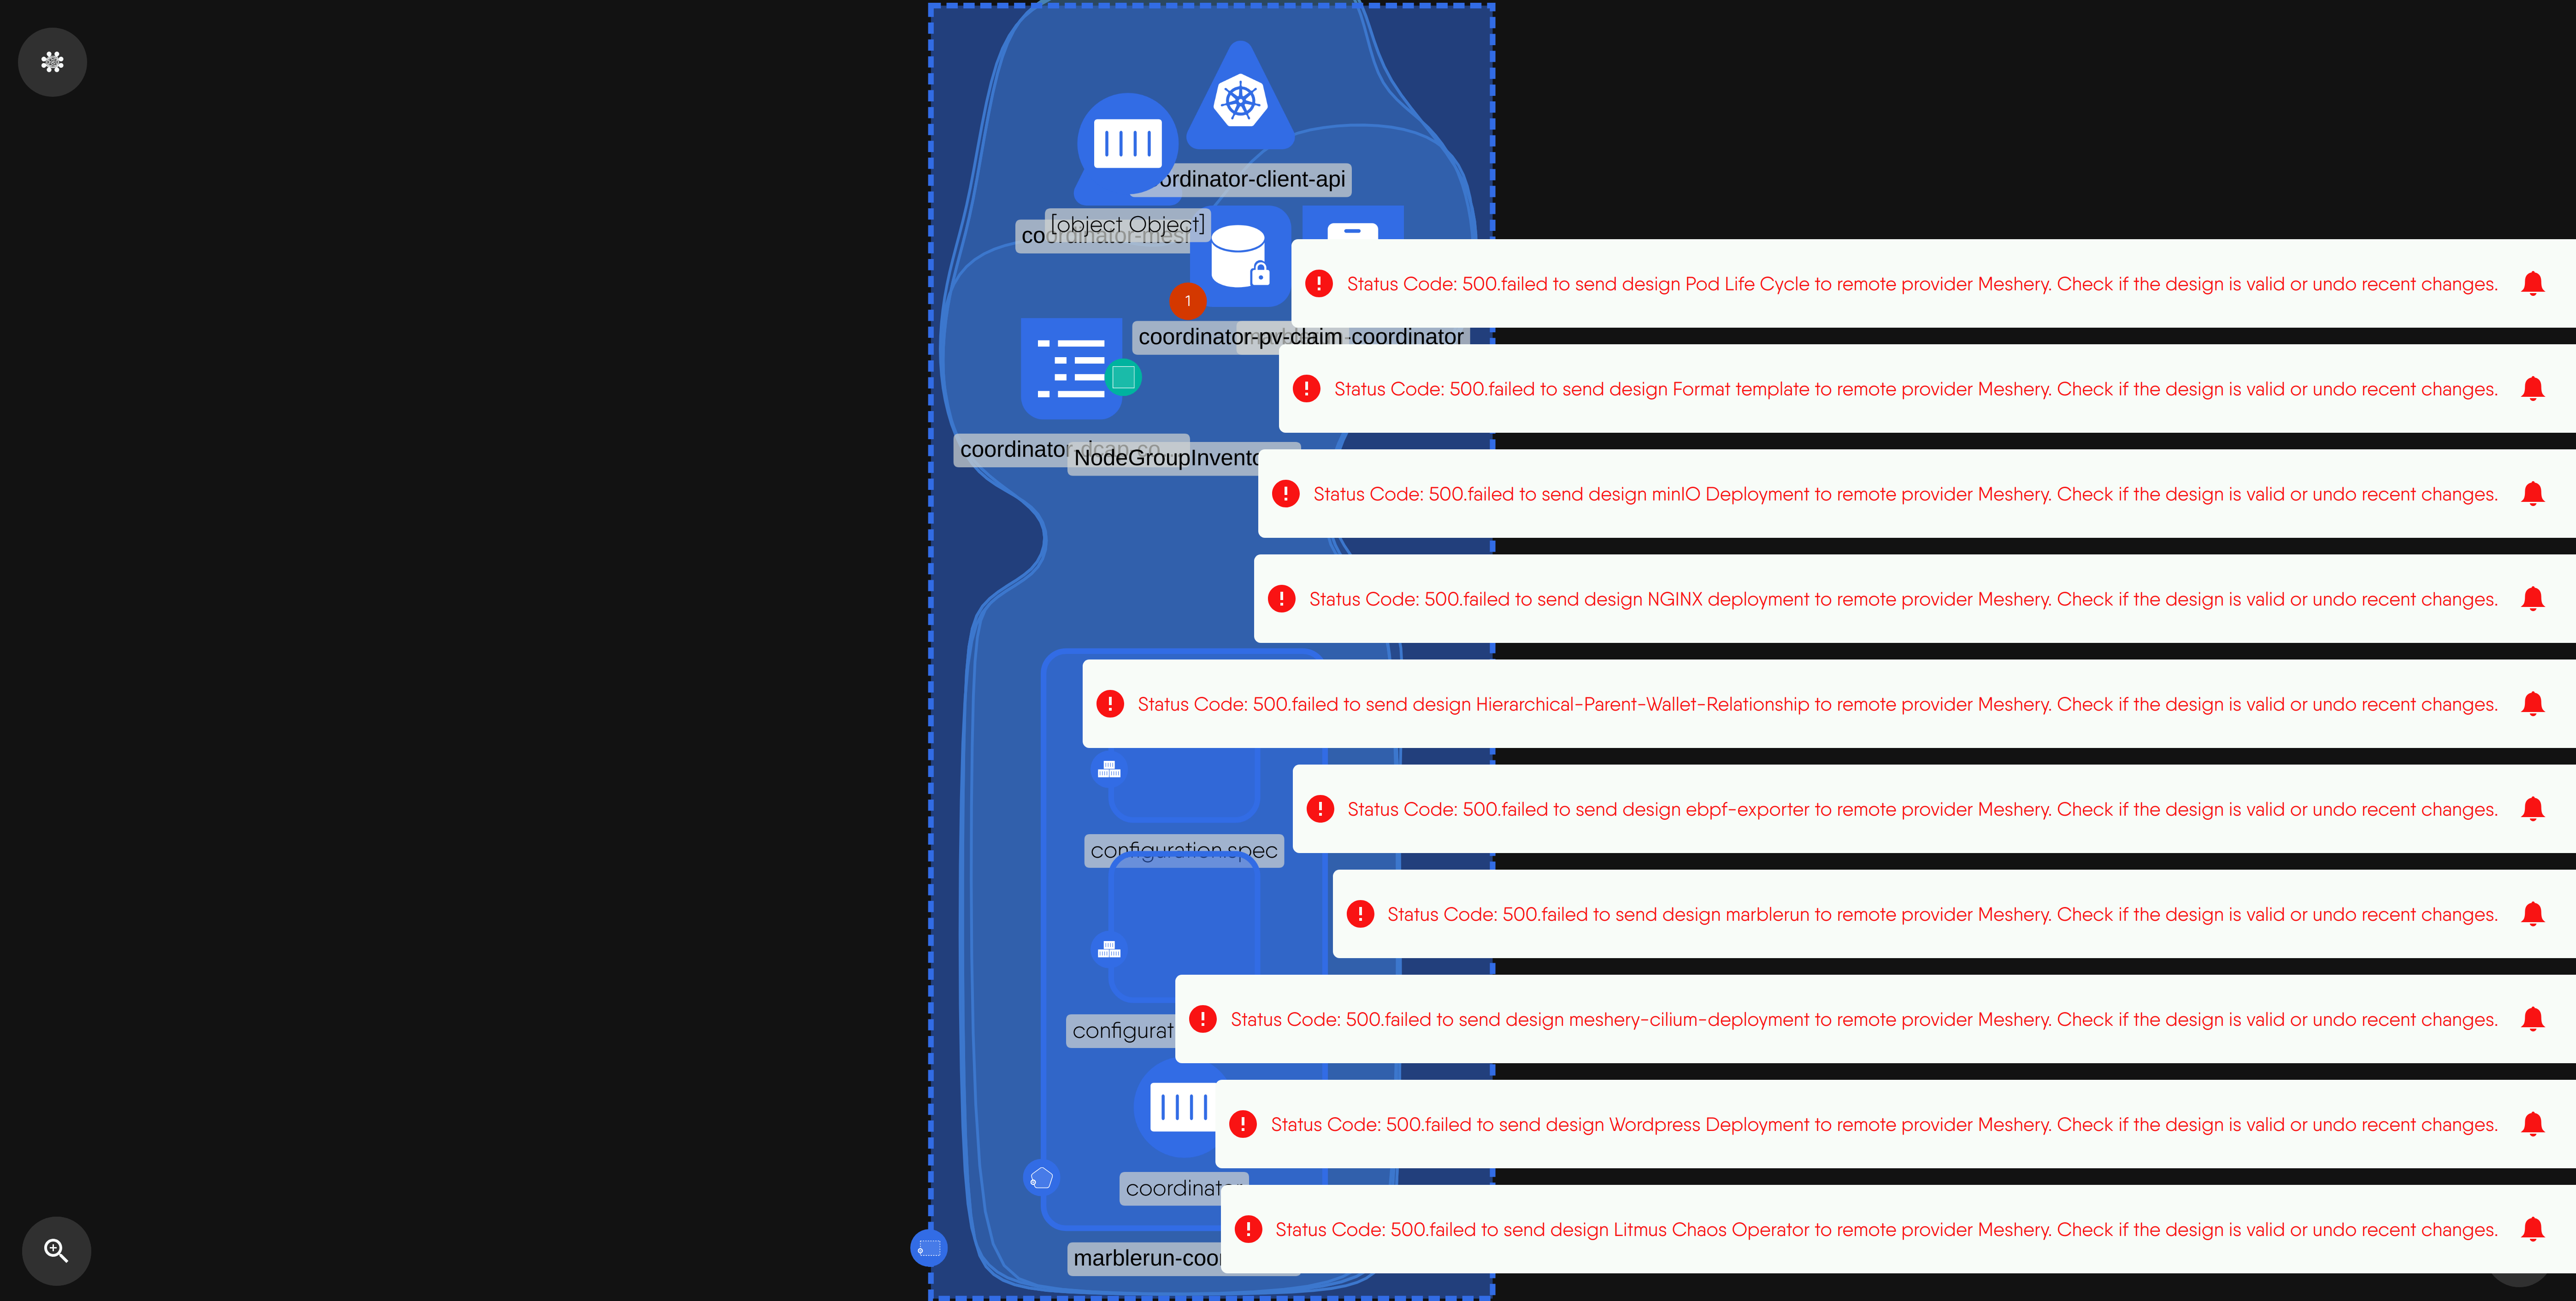 ordinator-client-api
[object Object]
coordinator-mesh
1
Status Code: 500.failed to send design Pod Life Cycle to remote provider Meshery. Check if the design is valid or undo recent changes.
coordinator-pv-claim
-coordinator
Status Code: 500.failed to send design Format template to remote provider Meshery. Check if the design is valid or undo recent changes.
coordinator-dcap-co
NodeGroupInvento
Status Code: 500.failed to send design minIO Deployment to remote provider Meshery. Check if the design is valid or undo recent changes.
Status Code: 500.failed to send design NGINX deployment to remote provider Meshery. Check if the design is valid or undo recent changes.
Status Code: 500.failed to send design Hierarchical-Parent-Wallet-Relationship to remote provider Meshery. Check if the design is valid or undo recent changes.
Status Code: 500.failed to send design ebpf-exporter to remote provider Meshery. Check if the design is valid or undo recent changes.
configuration.spec
Status Code: 500.failed to send design marblerun to remote provider Meshery. Check if the design is valid or undo recent changes.
configurat
Status Code: 500.failed to send design meshery-cilium-deployment to remote provider Meshery. Check if the design is valid or undo recent changes.
Status Code: 500.failed to send design Wordpress Deployment to remote provider Meshery. Check if the design is valid or undo recent changes.
coordinator
Status Code: 500.failed to send design Litmus Chaos Operator to remote provider Meshery. Check if the design is valid or undo recent changes.
marblerun-coor